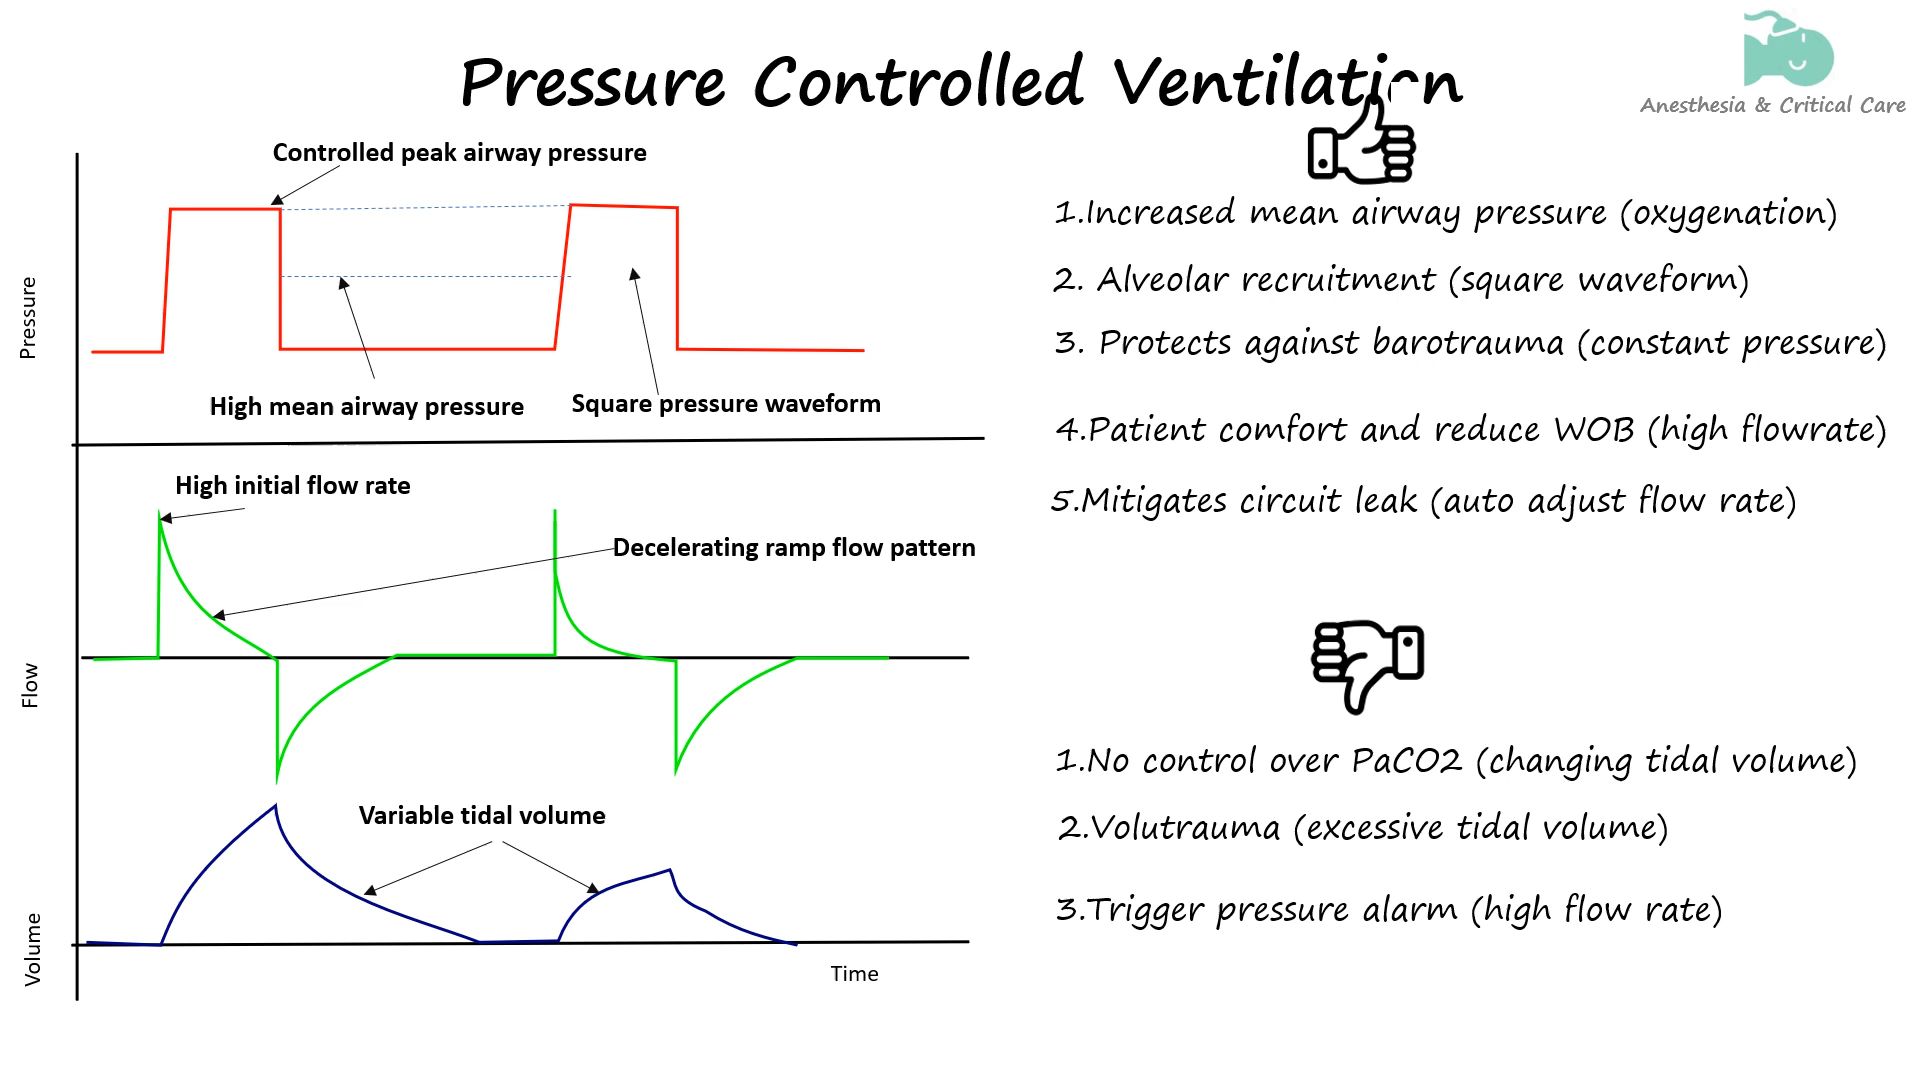 Pressure Controlled Ventilation
Anesthesia & Critical Care
Controlled peak airway pressure
Pressure
High mean airway pressure
Square pressure waveform
High initial flow rate
Decelerating ramp flow pattern
Flow
Variable tidal volume
Volume
Time
1.Increased mean airway pressure (oxygenation)
2. Alveolar recruitment (square waveform)
3. Protects against barotrauma (constant pressure)
4.Patient comfort and reduce WOB (high flowrate)
5.Mitigates circuit leak (auto adjust flow rate)
1.No control over PaCO2 (changing tidal volume)
2.Volutrauma (excessive tidal volume)
3.Trigger pressure alarm (high flow rate)